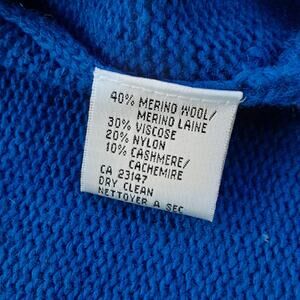 40% MERINO WOOL/
MERINO LAINE
30% VISCOSE
20% NYLON
10% CASHMERE/
CACHEMIRE
CA 23147
DRY CLEAN
NETTOYER A SEC